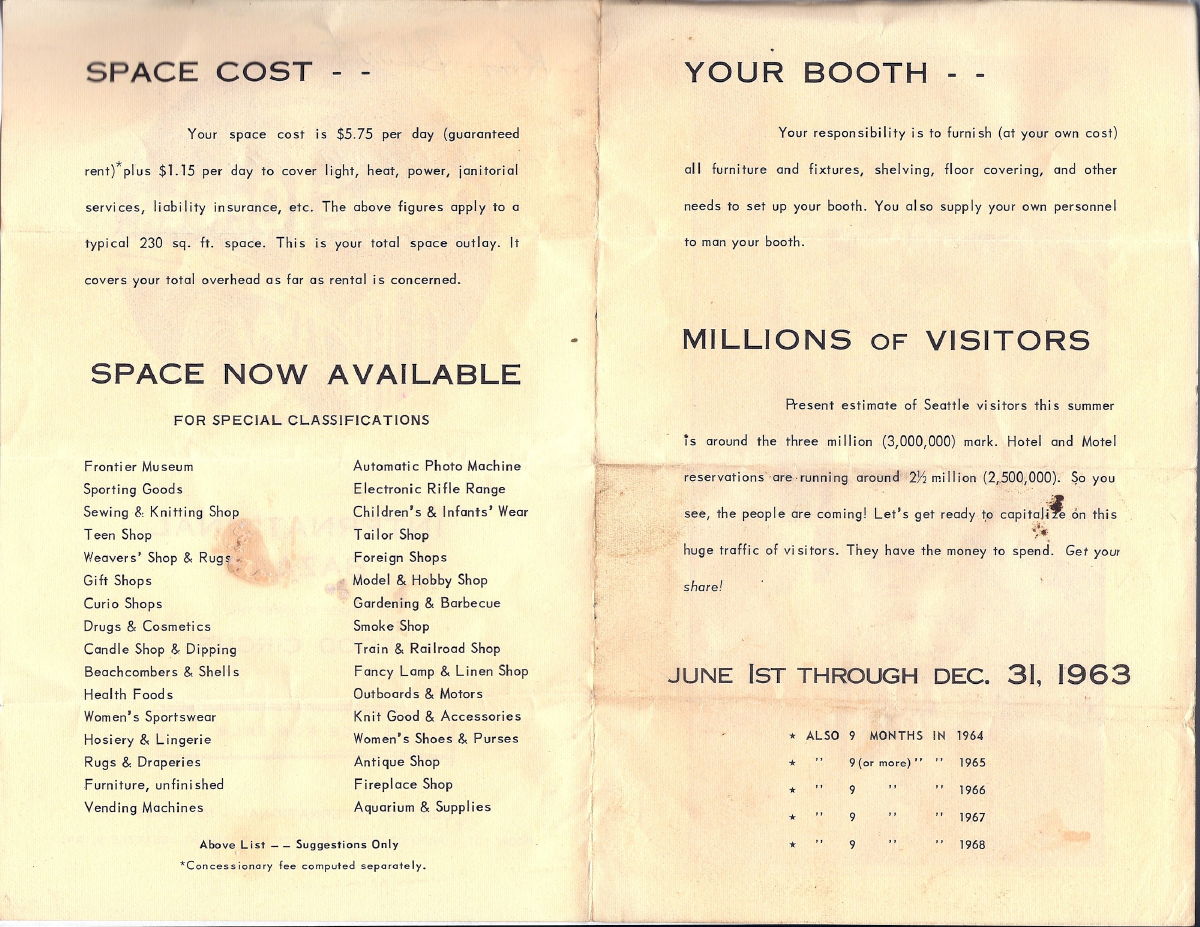 SPACE COST - -
Your space cost is $5.75 per day (guaranteed
rent)*plus $1.15 per day to cover light, heat, power, janitorial
services, liability insurance, etc. The above figures apply to a
typical 230 sq. ft. space. This is your total space outlay. It
covers your total overhead as far as rental is concerned.
SPACE NOW AVAILABLE
FOR SPECIAL CLASSIFICATIONS
Frontier Museum
Sporting Goods
Sewing & Knitting Shop
Teen Shop
Weavers' Shop & Rugs
Gift Shops
Curio Shops
Drugs & Cosmetics
Candle Shop & Dipping
Beachcombers & Shells
Health Foods
Women's Sportswear
Hosiery & Lingerie
Rugs & Draperies
Furniture, unfinished
Vending Machines
Automatic Photo Machine
Electronic Rifle Range
Children's & Infants' Wear
Tailor Shop
Foreign Shops
Model & Hobby Shop
Gardening & Barbecue
Smoke Shop
Train & Railroad Shop
Fancy Lamp & Linen Shop
Outboards & Motors
Knit Good & Accessories
Women's Shoes & Purses
Antique Shop
Fireplace Shop
Aquarium & Supplies
Above List -- Suggestions Only
*Concessionary fee computed separately.
YOUR BOOTH - -
Your responsibility is to furnish (at your own cost)
all furniture and fixtures, shelving, floor covering, and other
needs to set up your booth. You also supply your own personnel
to man your booth.
MILLIONS OF VISITORS
Present estimate of Seattle visitors this summer
is around the three million (3,000,000) mark. Hotel and Motel
reservations are running around 2½ million (2,500,000). So you
see, the people are coming! Let's get ready to capitalize on this
huge traffic of visitors. They have the money to spend. Get your
share!
JUNE 1ST THROUGH DEC. 31, 1963
★ ALSO 9 MONTHS IN 1964
★ '' 9 (or more) '' '' 1965
★ '' 9 '' '' 1966
★ '' 9 '' '' 1967
★ '' 9 '' '' 1968